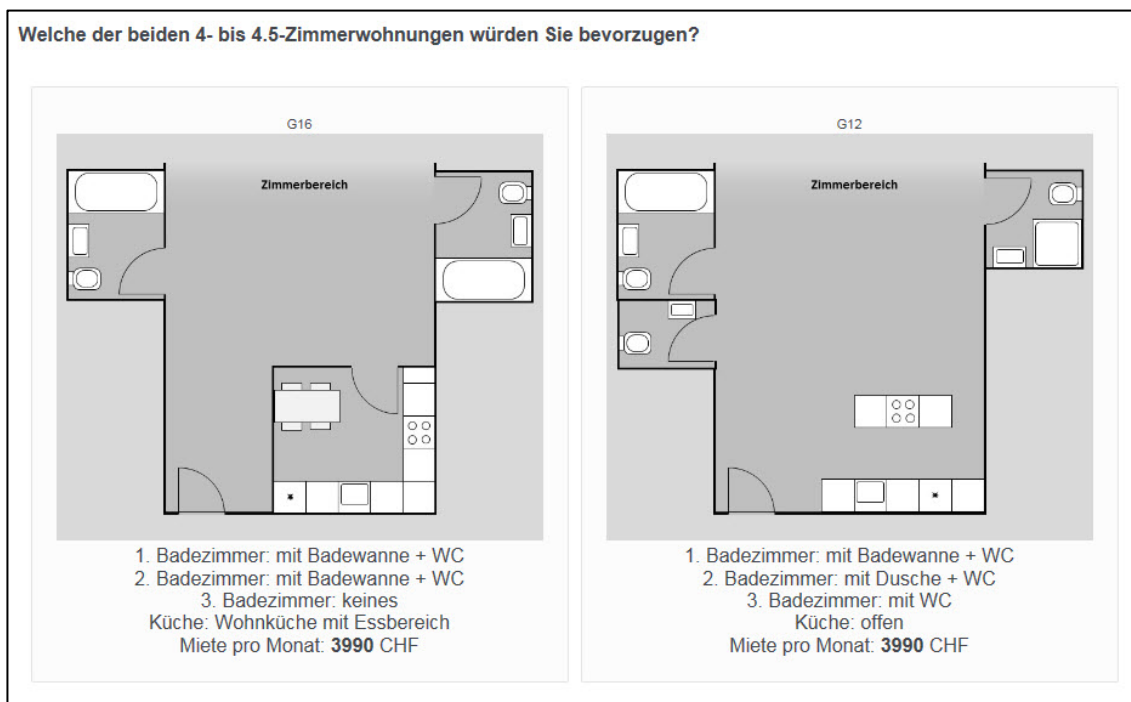 Welche der beiden 4- bis 4.5-Zimmerwohnungen würden Sie bevorzugen?
G16
Zimmerbereich
1. Badezimmer: mit Badewanne + WC
2. Badezimmer: mit Badewanne + WC
3. Badezimmer: keines
Küche: Wohnküche mit Essbereich
Miete pro Monat: 3990 CHF
G12
Zimmerbereich
1. Badezimmer: mit Badewanne + WC
2. Badezimmer: mit Dusche + WC
3. Badezimmer: mit WC
Küche: offen
Miete pro Monat: 3990 CHF